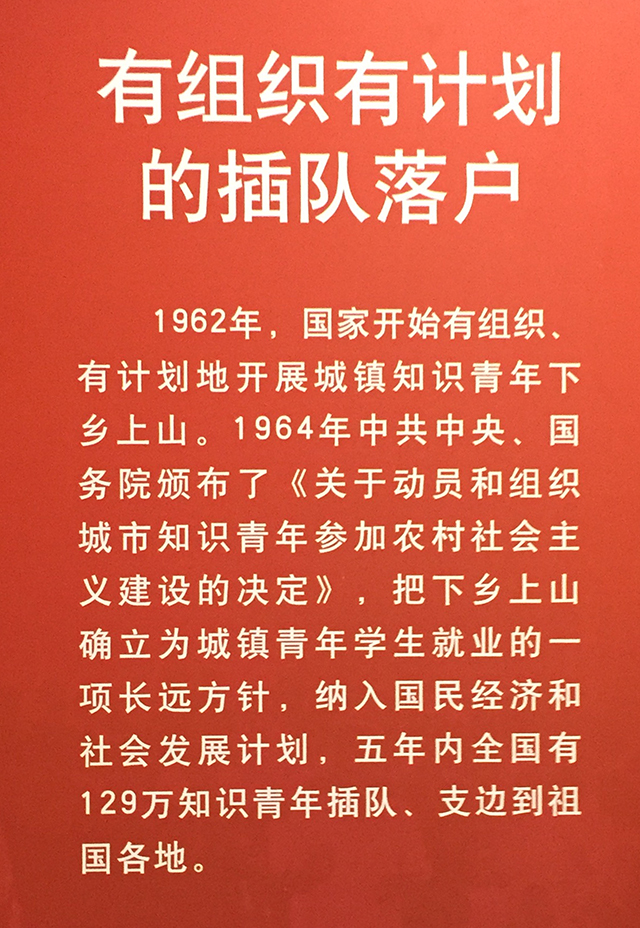 有组织有计划
的插队落户
1962年，国家开始有组织、
有计划地开展城镇知识青年下
乡上山。1964年中共中央、国
务院颁布了《关于动员和组织
城市知识青年参加农村社会主
义建设的决定》，把下乡上山
确立为城镇青年学生就业的一
项长远方针，纳入国民经济和
社会发展计划，五年内全国有
129万知识青年插队、支边到祖
国各地。